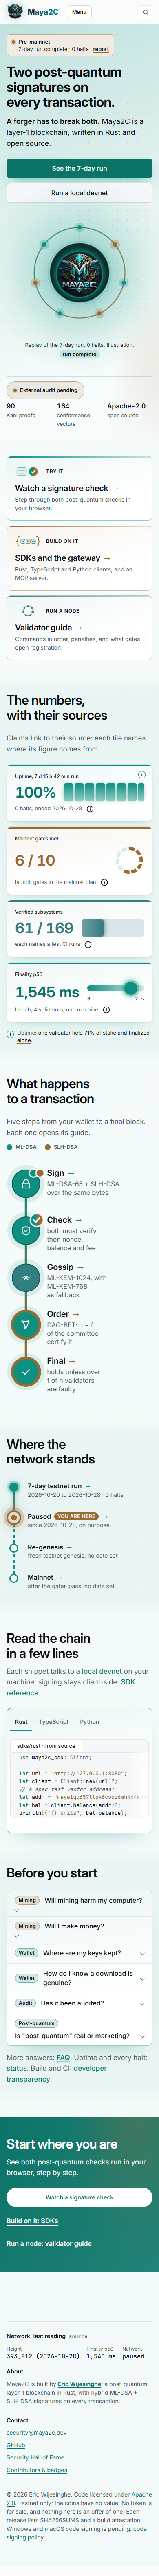 Maya2C
Menu
Pre-mainnet
7-day run complete · 0 halts · report
Two post-quantum
signatures on
every transaction.
A forger has to break both. Maya2C is a
layer-1 blockchain, written in Rust and
open source.
See the 7-day run
Run a local devnet
MAYA2C
Replay of the 7-day run, 0 halts. Illustration.
run complete
External audit pending
90
Kani proofs
164
conformance
vectors
Apache-2.0
open source
TRY IT
Watch a signature check →
Step through both post-quantum checks in
your browser.
BUILD ON IT
SDKs and the gateway →
Rust, TypeScript and Python clients, and an
MCP server.
RUN A NODE
Validator guide →
Commands in order, penalties, and what gates
open registration.
The numbers,
with their sources
Claims link to their source: each tile names
where its figure comes from.
Uptime, 7 d 15 h 42 min run
100%
0 halts, ended 2026-10-28
Mainnet gates met
6 / 10
launch gates in the mainnet plan
Verified subsystems
61 / 169
each names a test CI runs
Finality p50
1,545 ms
0
2 s
bench, 4 validators, one machine
Uptime: one validator held 71% of stake and finalized
alone.
What happens
to a transaction
Five steps from your wallet to a final block.
Each one opens its guide.
ML-DSA
SLH-DSA
Sign →
ML-DSA-65 + SLH-DSA
over the same bytes
Check →
both must verify,
then nonce,
balance and fee
Gossip →
ML-KEM-1024, with
ML-KEM-768
as fallback
Order →
DAG-BFT: n − f
of the committee
certify it
Final →
holds unless over
f of n validators
are faulty
Where the
network stands
7-day testnet run →
2026-10-20 to 2026-10-28 · 0 halts
Paused YOU ARE HERE →
since 2026-10-28, on purpose
Re-genesis →
fresh testnet genesis, no date set
Mainnet →
after the gates pass, no date set
Read the chain
in a few lines
Each snippet talks to a local devnet on your
machine; signing stays client-side. SDK
reference
Rust
TypeScript
Python
sdks/rust · from source
use maya2c_sdk::Client;
let url = "http://127.0.0.1:8080";
let client = Client::new(url)?;
// A spec test vector address:
let bal = client.balance(addr)?;
println!("{} units", bal.balance);
Before you start
Mining
Will mining harm my computer?
Mining
Will I make money?
Wallet
Where are my keys kept?
Wallet
How do I know a download is
genuine?
Audit
Has it been audited?
Post-quantum
Is "post-quantum" real or marketing?
More answers: FAQ. Uptime and every halt:
status. Build and CI: developer
transparency.
Start where you are
See both post-quantum checks run in your
browser, step by step.
Watch a signature check
Build on it: SDKs
Run a node: validator guide
Network, last reading source
Height
393,812 (2026-10-28)
Finality p50
1,545 ms
Network
paused
About
Maya2C is built by Eric Wijesinghe: a post-quantum
layer-1 blockchain in Rust, with hybrid ML-DSA +
SLH-DSA signatures on every transaction.
Contact
security@maya2c.dev
GitHub
Security Hall of Fame
Contributors & badges
© 2026 Eric Wijesinghe. Code licensed under Apache
2.0. Testnet only; the coins have no value. No token is
for sale, and nothing here is an offer of one. Each
release lists SHA256SUMS and a build attestation;
Windows and macOS code signing is pending: code
signing policy.